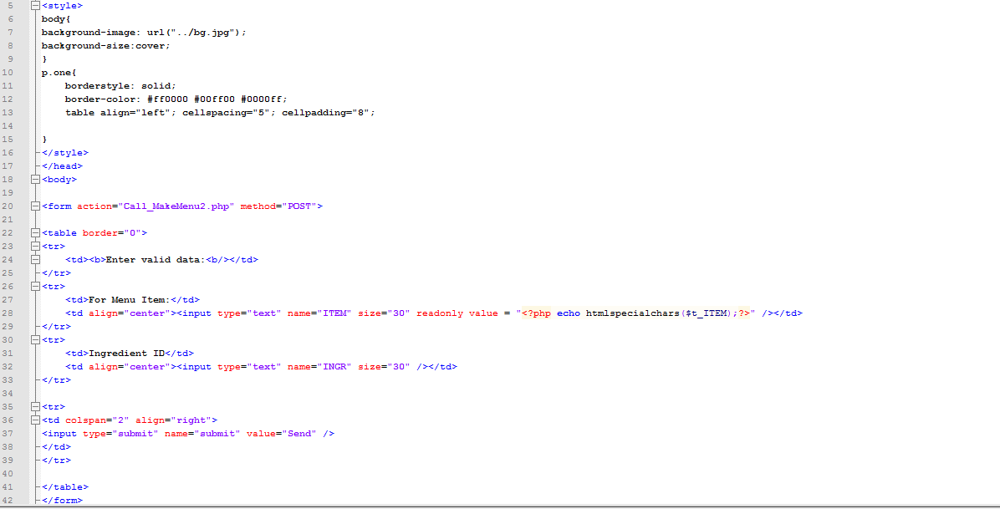 5 <style>
6 body{
7 background-image: url("../bg.jpg");
8 background-size:cover;
9 }
10 p.one{
11 borderstyle: solid;
12 border-color: #ff0000 #00ff00 #0000ff;
13 table align="left"; cellspacing="5"; cellpadding="8";
14
15 }
16 </style>
17 </head>
18 <body>
19
20 <form action="Call_MakeMenu2.php" method="POST">
21
22 <table border="0">
23 <tr>
24 <td><b>Enter valid data:<b/></td>
25 </tr>
26 <tr>
27 <td>For Menu Item:</td>
28 <td align="center"><input type="text" name="ITEM" size="30" readonly value = "<?php echo htmlspecialchars($t_ITEM);?>" /></td>
29 </tr>
30 <tr>
31 <td>Ingredient ID</td>
32 <td align="center"><input type="text" name="INGR" size="30" /></td>
33 </tr>
34
35 <tr>
36 <td colspan="2" align="right">
37 <input type="submit" name="submit" value="Send" />
38 </td>
39 </tr>
40
41 </table>
42 </form>